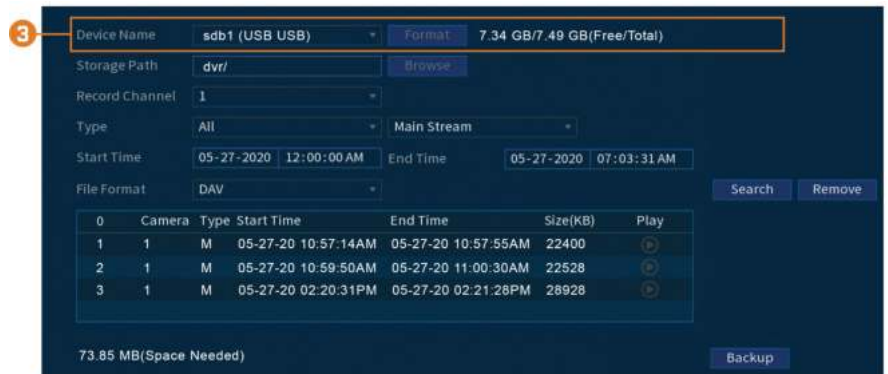 3
Device Name sdb1 (USB USB) Format 7.34 GB/7.49 GB(Free/Total)
Storage Path dvr/ Browse
Record Channel 1
Type All Main Stream
Start Time 05-27-2020 12:00:00 AM End Time 05-27-2020 07:03:31 AM
File Format DAV Search Remove
0 Camera Type Start Time End Time Size(KB) Play
1 1 M 05-27-20 10:57:14AM 05-27-20 10:57:55AM 22400
2 1 M 05-27-20 10:59:50AM 05-27-20 11:00:30AM 22528
3 1 M 05-27-20 02:20:31PM 05-27-20 02:21:28PM 28928
73.85 MB(Space Needed) Backup